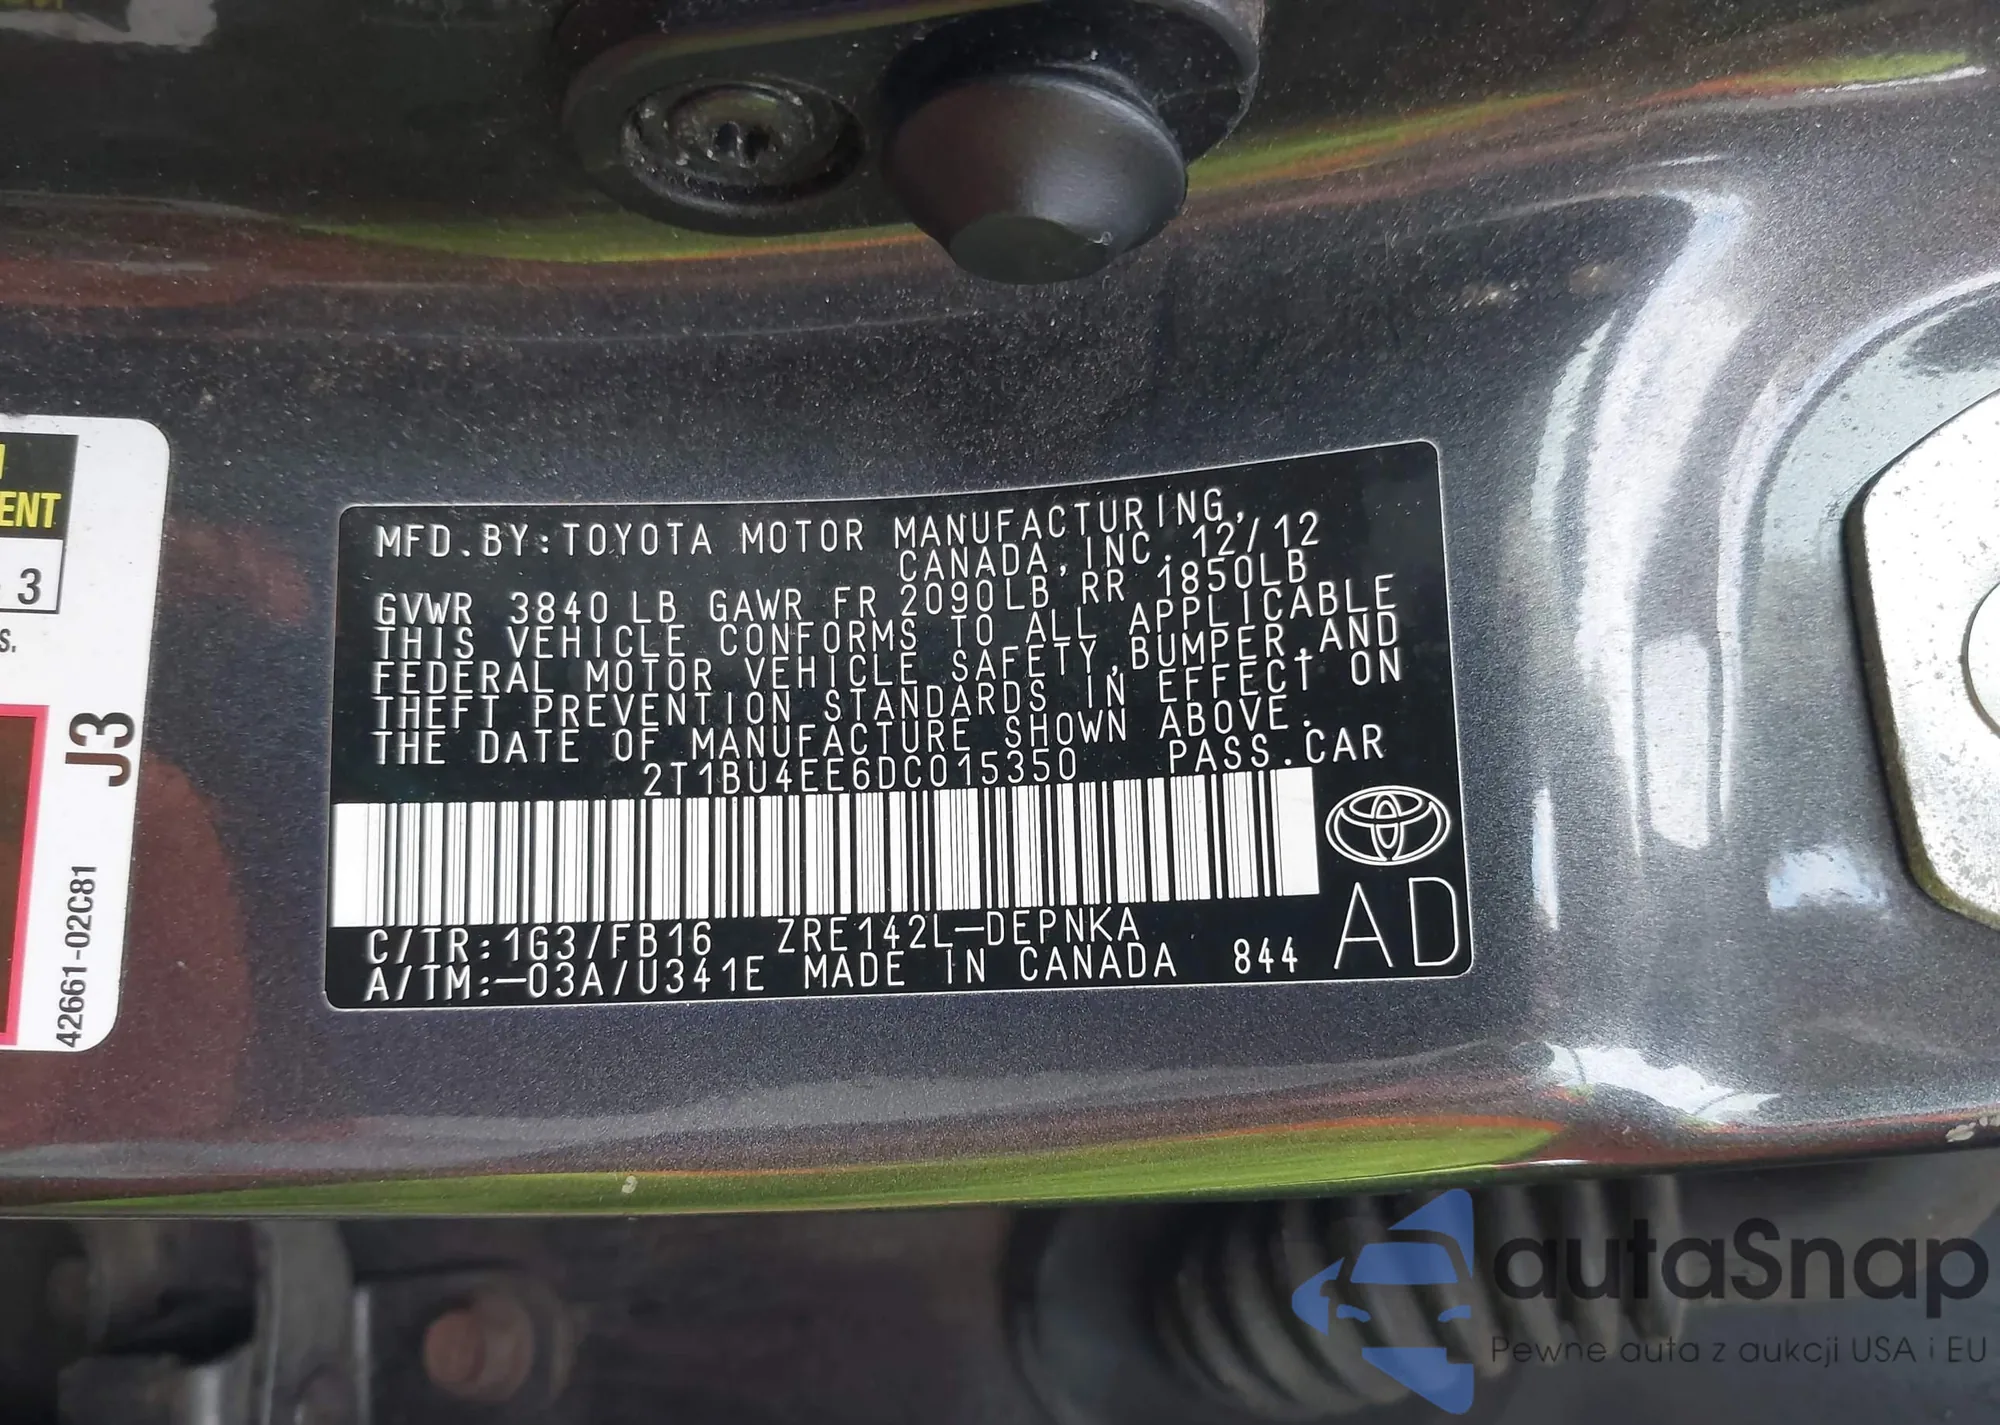 ENT
3
S.
J3
42661-02C81
MFD.BY:TOYOTA MOTOR MANUFACTURING,
CANADA,INC. 12/12
GVWR 3840LB GAWR FR 2090LB RR 1850LB
THIS VEHICLE CONFORMS TO ALL APPLICABLE
FEDERAL MOTOR VEHICLE SAFETY,BUMPER,AND
THEFT PREVENTION STANDARDS IN EFFECT ON
THE DATE OF MANUFACTURE SHOWN ABOVE.
2T1BU4EE6DC015350 PASS.CAR
C/TR:1G3/FB16 ZRE142L-DEPNKA
A/TM:-03A/U341E MADE IN CANADA 844
AD
autaSnap
Pewne auta z aukcji USA i EU